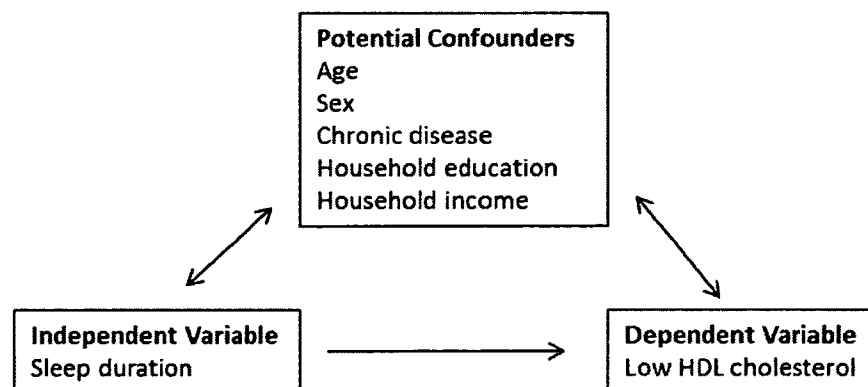 Potential Confounders
Age
Sex
Chronic disease
Household education
Household income
Independent Variable
Sleep duration
Dependent Variable
Low HDL cholesterol